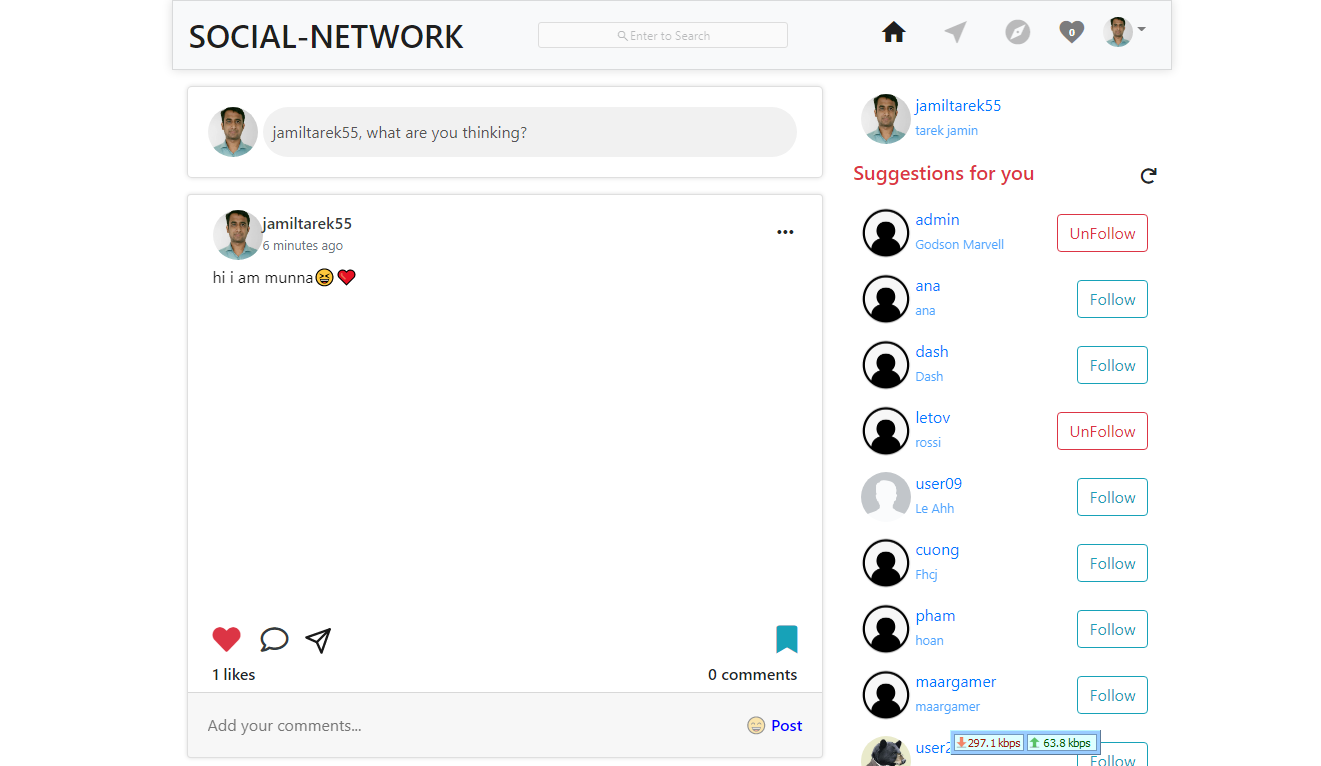 SOCIAL-NETWORK
Enter to Search
0
jamiltarek55, what are you thinking?
jamiltarek55
6 minutes ago
hi i am munna😆❤️
1 likes
0 comments
Add your comments...
Post
jamiltarek55
tarek jamin
Suggestions for you
admin
Godson Marvell
UnFollow
ana
ana
Follow
dash
Dash
Follow
letov
rossi
UnFollow
user09
Le Ahh
Follow
cuong
Fhcj
Follow
pham
hoan
Follow
maargamer
maargamer
Follow
297.1 kbps
63.8 kbps
Follow